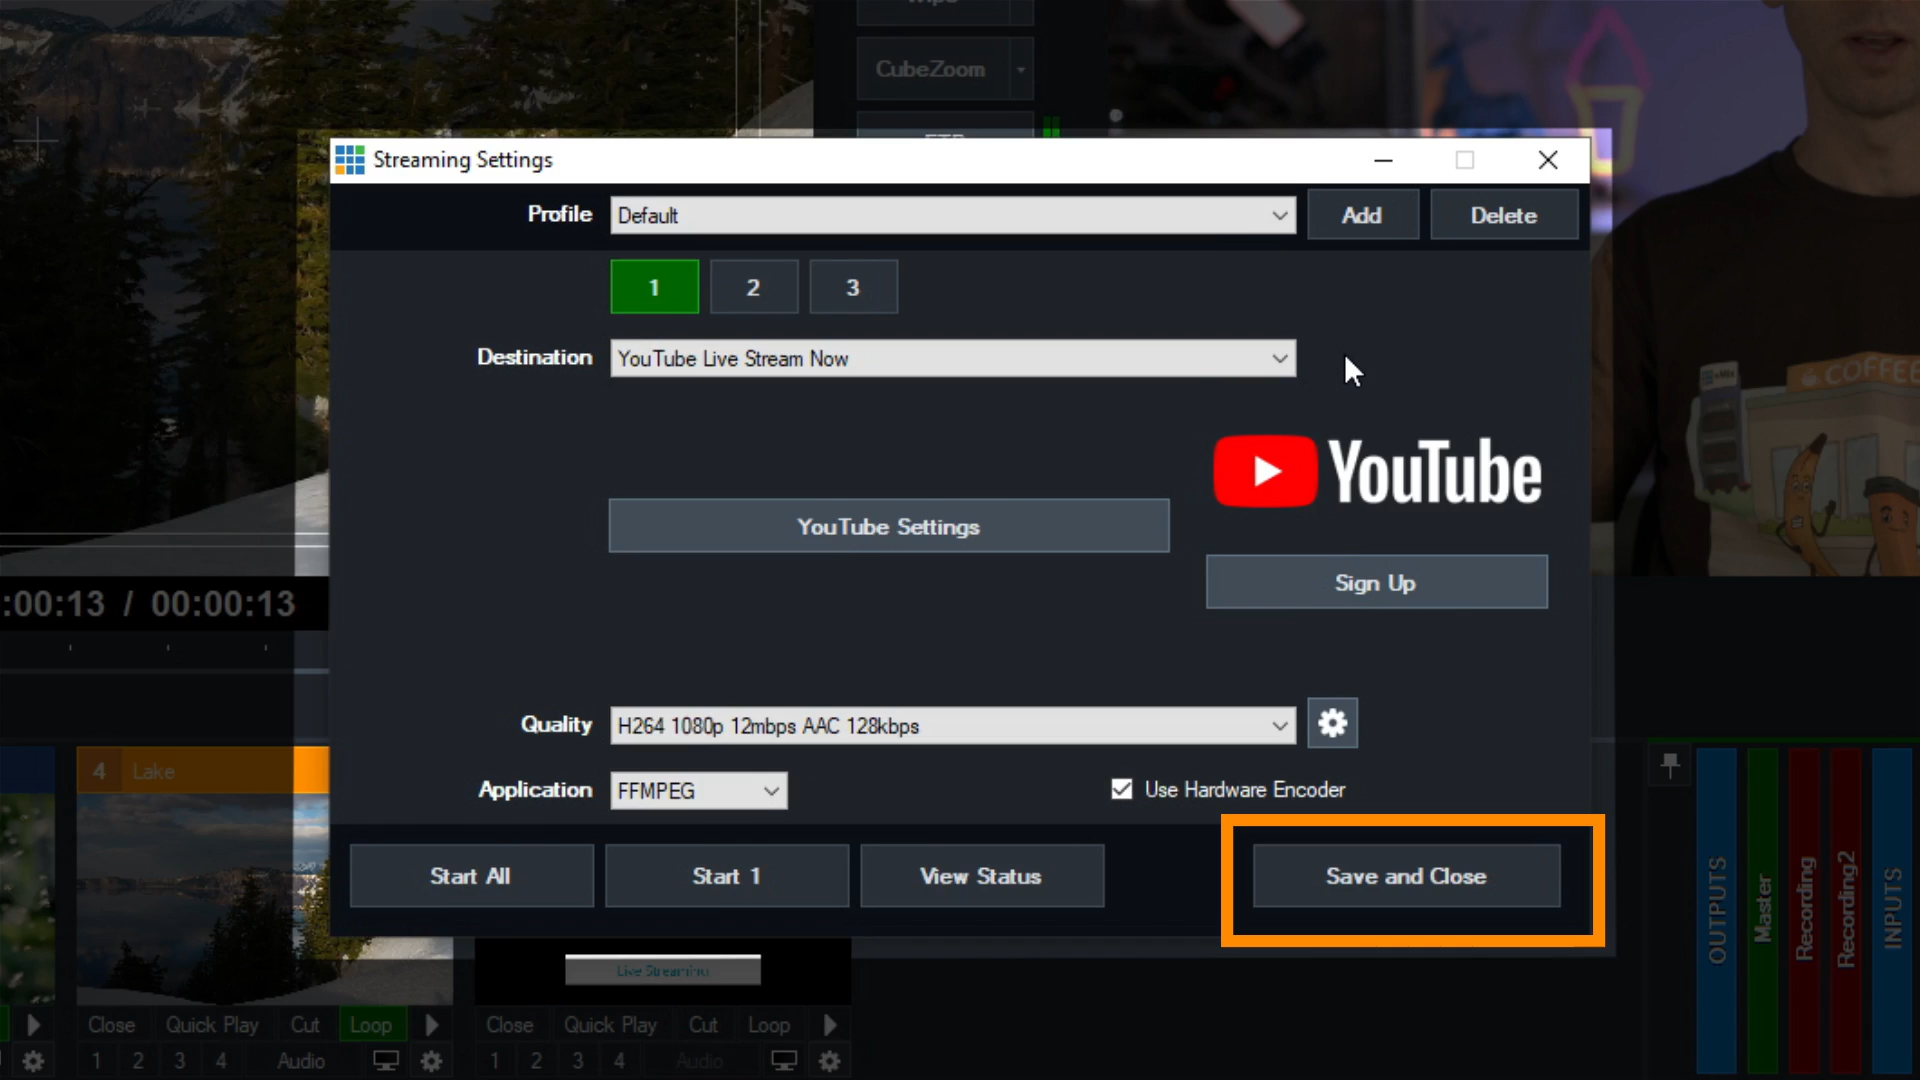 CubeZoom
Streaming Settings
Profile
Default
Add
Delete
1
2
3
Destination
YouTube Live Stream Now
COFFEE
YouTube
YouTube Settings
Sign Up
:00:13 / 00:00:13
Quality
H264 1080p 12mbps AAC 128kbps
4
Lake
Application
FFMPEG
Use Hardware Encoder
Start All
Start 1
View Status
Save and Close
OUTPUTS
Master
Recording
Recording2
INPUTS
Live Streaming
Close
Quick Play
Cut
Loop
Close
Quick Play
Cut
Loop
1
2
3
4
Audio
1
2
3
4
Audio